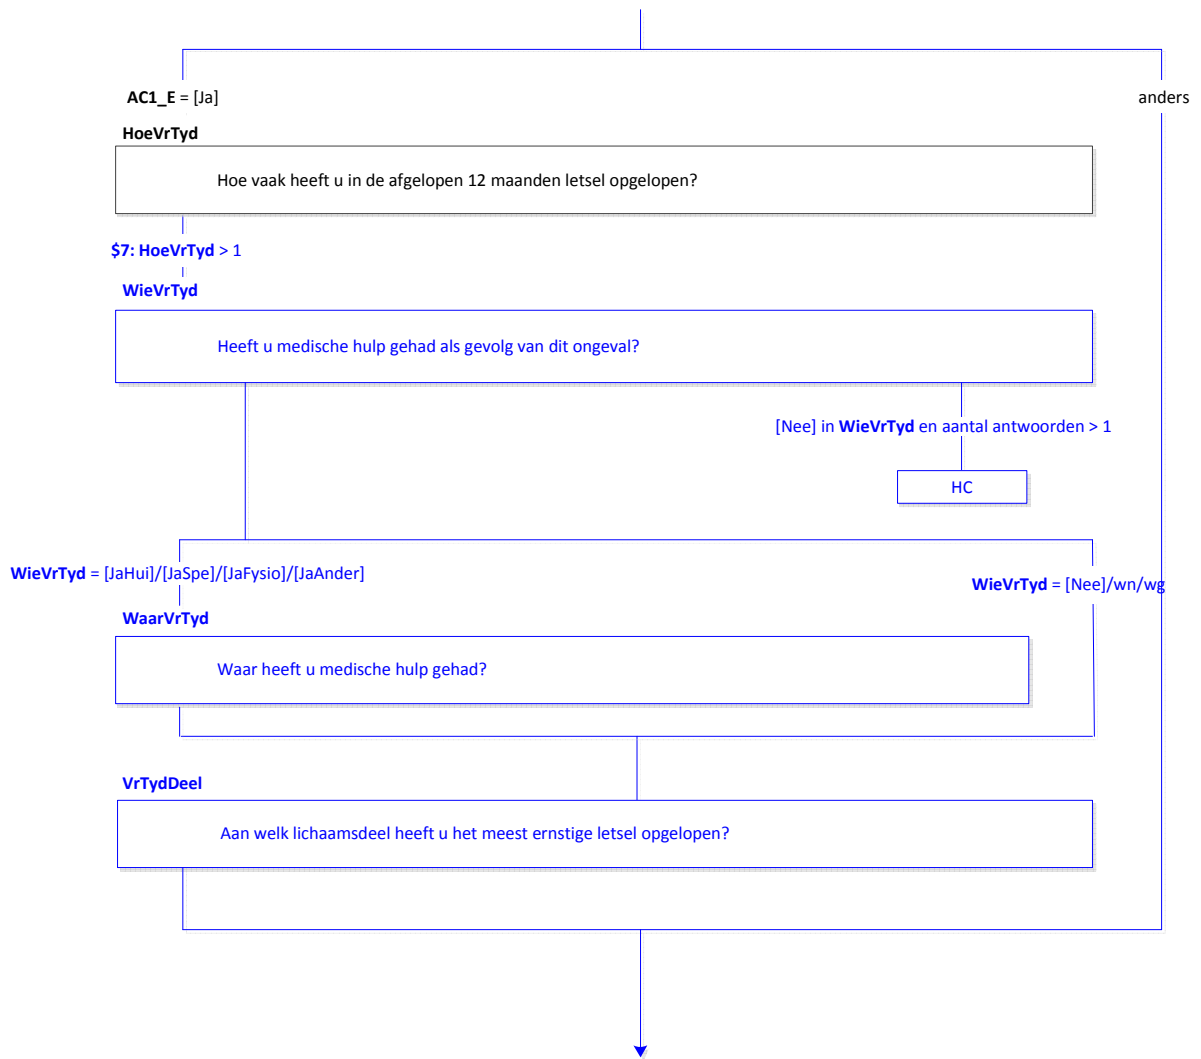 AC1_E = [Ja]
anders
HoeVrTyd
Hoe vaak heeft u in de afgelopen 12 maanden letsel opgelopen?
$7: HoeVrTyd > 1
WieVrTyd
Heeft u medische hulp gehad als gevolg van dit ongeval?
[Nee] in WieVrTyd en aantal antwoorden > 1
HC
WieVrTyd = [JaHui]/[JaSpe]/[JaFysio]/[JaAnder]
WieVrTyd = [Nee]/wn/wg
WaarVrTyd
Waar heeft u medische hulp gehad?
VrTydDeel
Aan welk lichaamsdeel heeft u het meest ernstige letsel opgelopen?